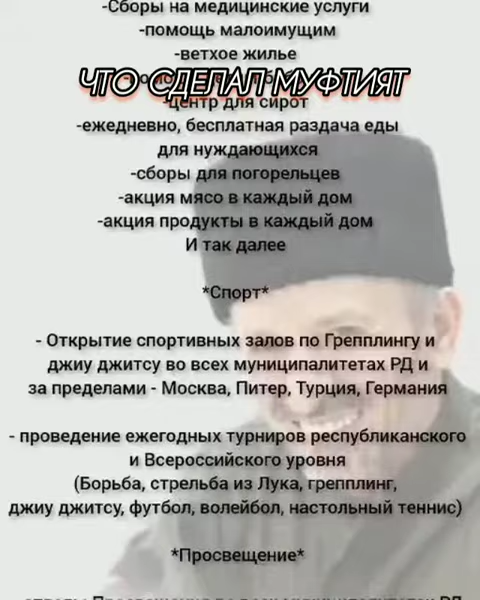 -Сборы на медицинские услуги
-помощь малоимущим
-ветхое жилье
ЧТО СДЕЛАЛ МУФТИЯТ
-центр для сирот
-ежедневно, бесплатная раздача еды
для нуждающихся
-сборы для погорельцев
-акция мясо в каждый дом
-акция продукты в каждый дом
И так далее
*Спорт*
- Открытие спортивных залов по Грепплингу и
джиу джитсу во всех муниципалитетах РД и
за пределами - Москва, Питер, Турция, Германия
- проведение ежегодных турниров республиканского
и Всероссийского уровня
(Борьба, стрельба из Лука, грепплинг,
джиу джитсу, футбол, волейбол, настольный теннис)
*Просвещение*